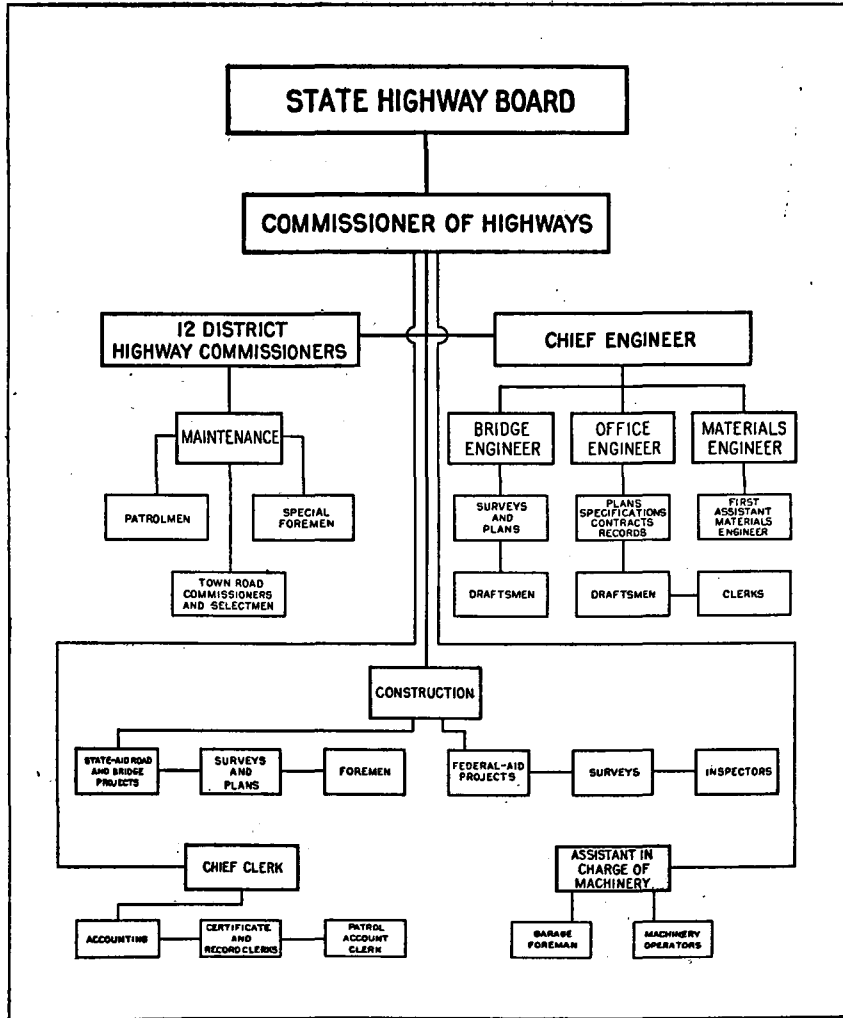 STATE HIGHWAY BOARD
COMMISSIONER OF HIGHWAYS
12 DISTRICT
HIGHWAY COMMISSIONERS
CHIEF ENGINEER
MAINTENANCE
BRIDGE
ENGINEER
OFFICE
ENGINEER
MATERIALS
ENGINEER
PATROLMEN
SPECIAL
FOREMEN
SURVEYS
AND
PLANS
PLANS
SPECIFICATIONS
CONTRACTS
RECORDS
FIRST
ASSISTANT
MATERIALS
ENGINEER
TOWN ROAD
COMMISSIONERS
AND SELECTMEN
DRAFTSMEN
DRAFTSMEN
CLERKS
CONSTRUCTION
STATE-AID ROAD
AND BRIDGE
PROJECTS
SURVEYS
AND
PLANS
FOREMEN
FEDERAL-AID
PROJECTS
SURVEYS
INSPECTORS
CHIEF CLERK
ASSISTANT IN
CHARGE OF
MACHINERY
ACCOUNTING
CERTIFICATE
AND
RECORD CLERKS
PATROL
ACCOUNT
CLERK
GARAGE
FOREMAN
MACHINERY
OPERATORS